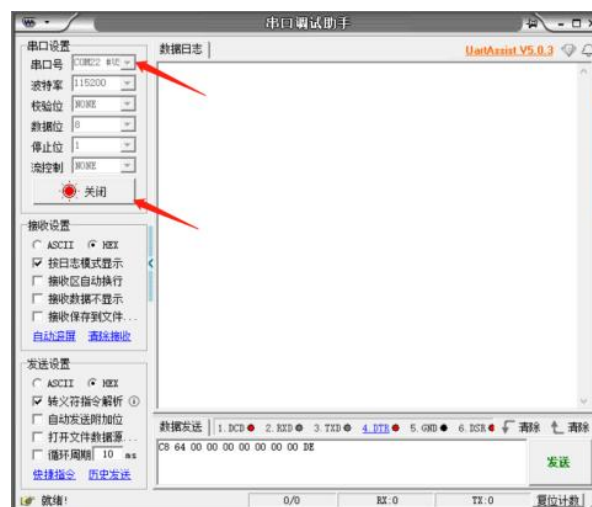 串口调试助手
串口设置
串口号 COM22 #US
波特率 115200
校验位 NONE
数据位 8
停止位 1
流控制 NONE
关闭
接收设置
ASCII HEX
按日志模式显示
接收区自动换行
接收数据不显示
接收保存到文件...
自动滚屏 清除接收
发送设置
ASCII HEX
转义符指令解析
自动发送附加位
打开文件数据源...
循环周期 10 ms
快捷指令 历史发送
数据日志
UartAssist V5.0.3
数据发送 1. DCD 2. RXD 3. TXD 4. DTR 5. GND 6. DSR 清除 清除
C8 64 00 00 00 00 00 00 00 DE
发送
就绪! 0/0 RX:0 TX:0 复位计数